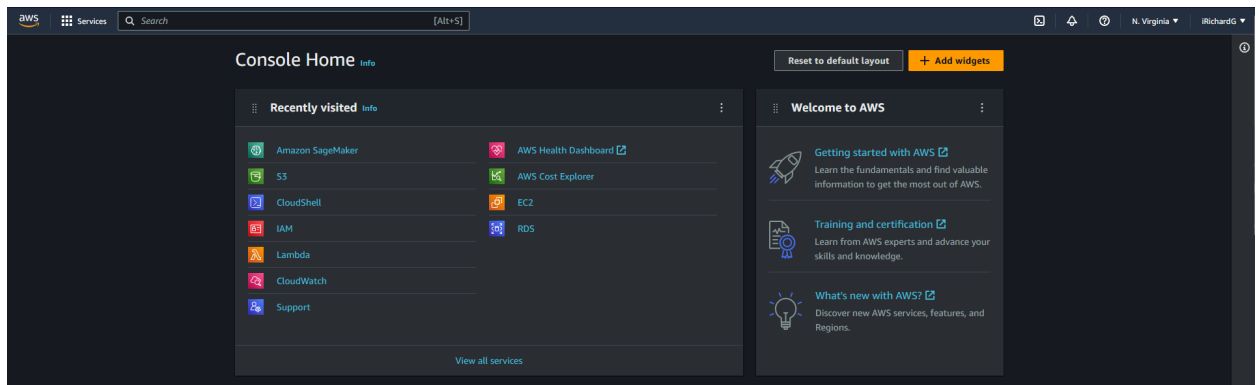 aws
Services
Search
[Alt+S]
N. Virginia
iRichardG
Console Home Info
Reset to default layout
+ Add widgets
Recently visited Info
Amazon SageMaker
S3
CloudShell
IAM
Lambda
CloudWatch
Support
AWS Health Dashboard
AWS Cost Explorer
EC2
RDS
View all services
Welcome to AWS
Getting started with AWS
Learn the fundamentals and find valuable
information to get the most out of AWS.
Training and certification
Learn from AWS experts and advance your
skills and knowledge.
What's new with AWS?
Discover new AWS services, features, and
Regions.